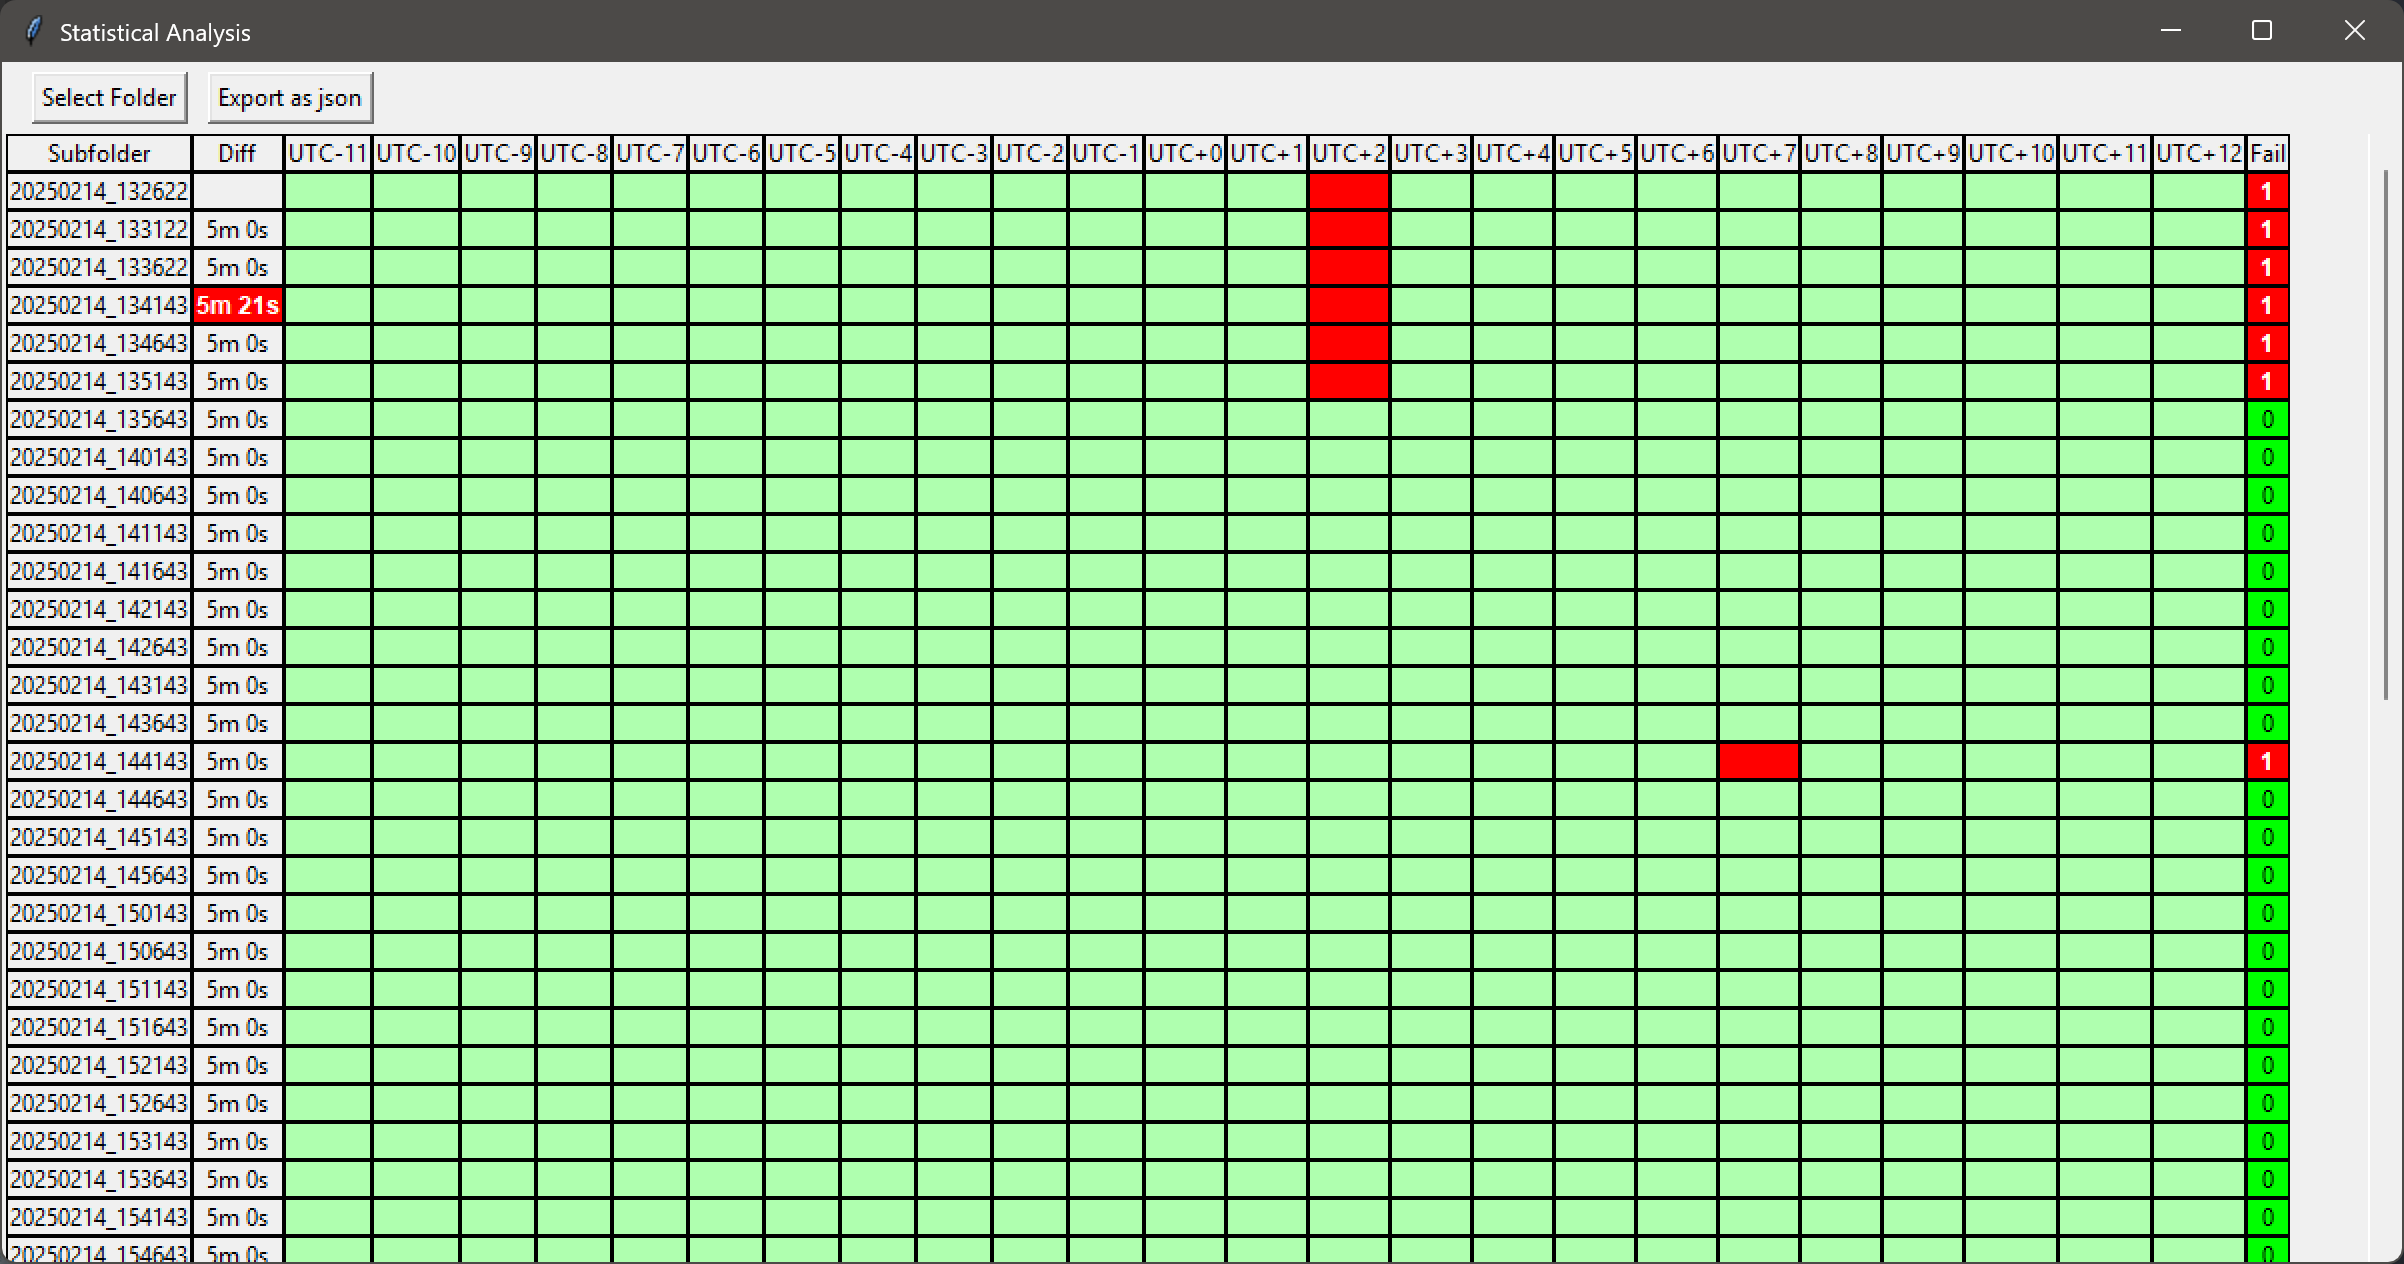 Statistical Analysis
Select Folder Export as json
Subfolder Diff UTC-11 UTC-10 UTC-9 UTC-8 UTC-7 UTC-6 UTC-5 UTC-4 UTC-3 UTC-2 UTC-1 UTC+0 UTC+1 UTC+2 UTC+3 UTC+4 UTC+5 UTC+6 UTC+7 UTC+8 UTC+9 UTC+10 UTC+11 UTC+12 Fail
20250214_132622 1
20250214_133122 5m 0s 1
20250214_133622 5m 0s 1
20250214_134143 5m 21s 1
20250214_134643 5m 0s 1
20250214_135143 5m 0s 1
20250214_135643 5m 0s 0
20250214_140143 5m 0s 0
20250214_140643 5m 0s 0
20250214_141143 5m 0s 0
20250214_141643 5m 0s 0
20250214_142143 5m 0s 0
20250214_142643 5m 0s 0
20250214_143143 5m 0s 0
20250214_143643 5m 0s 0
20250214_144143 5m 0s 1
20250214_144643 5m 0s 0
20250214_145143 5m 0s 0
20250214_145643 5m 0s 0
20250214_150143 5m 0s 0
20250214_150643 5m 0s 0
20250214_151143 5m 0s 0
20250214_151643 5m 0s 0
20250214_152143 5m 0s 0
20250214_152643 5m 0s 0
20250214_153143 5m 0s 0
20250214_153643 5m 0s 0
20250214_154143 5m 0s 0
20250214_154643 5m 0s 0